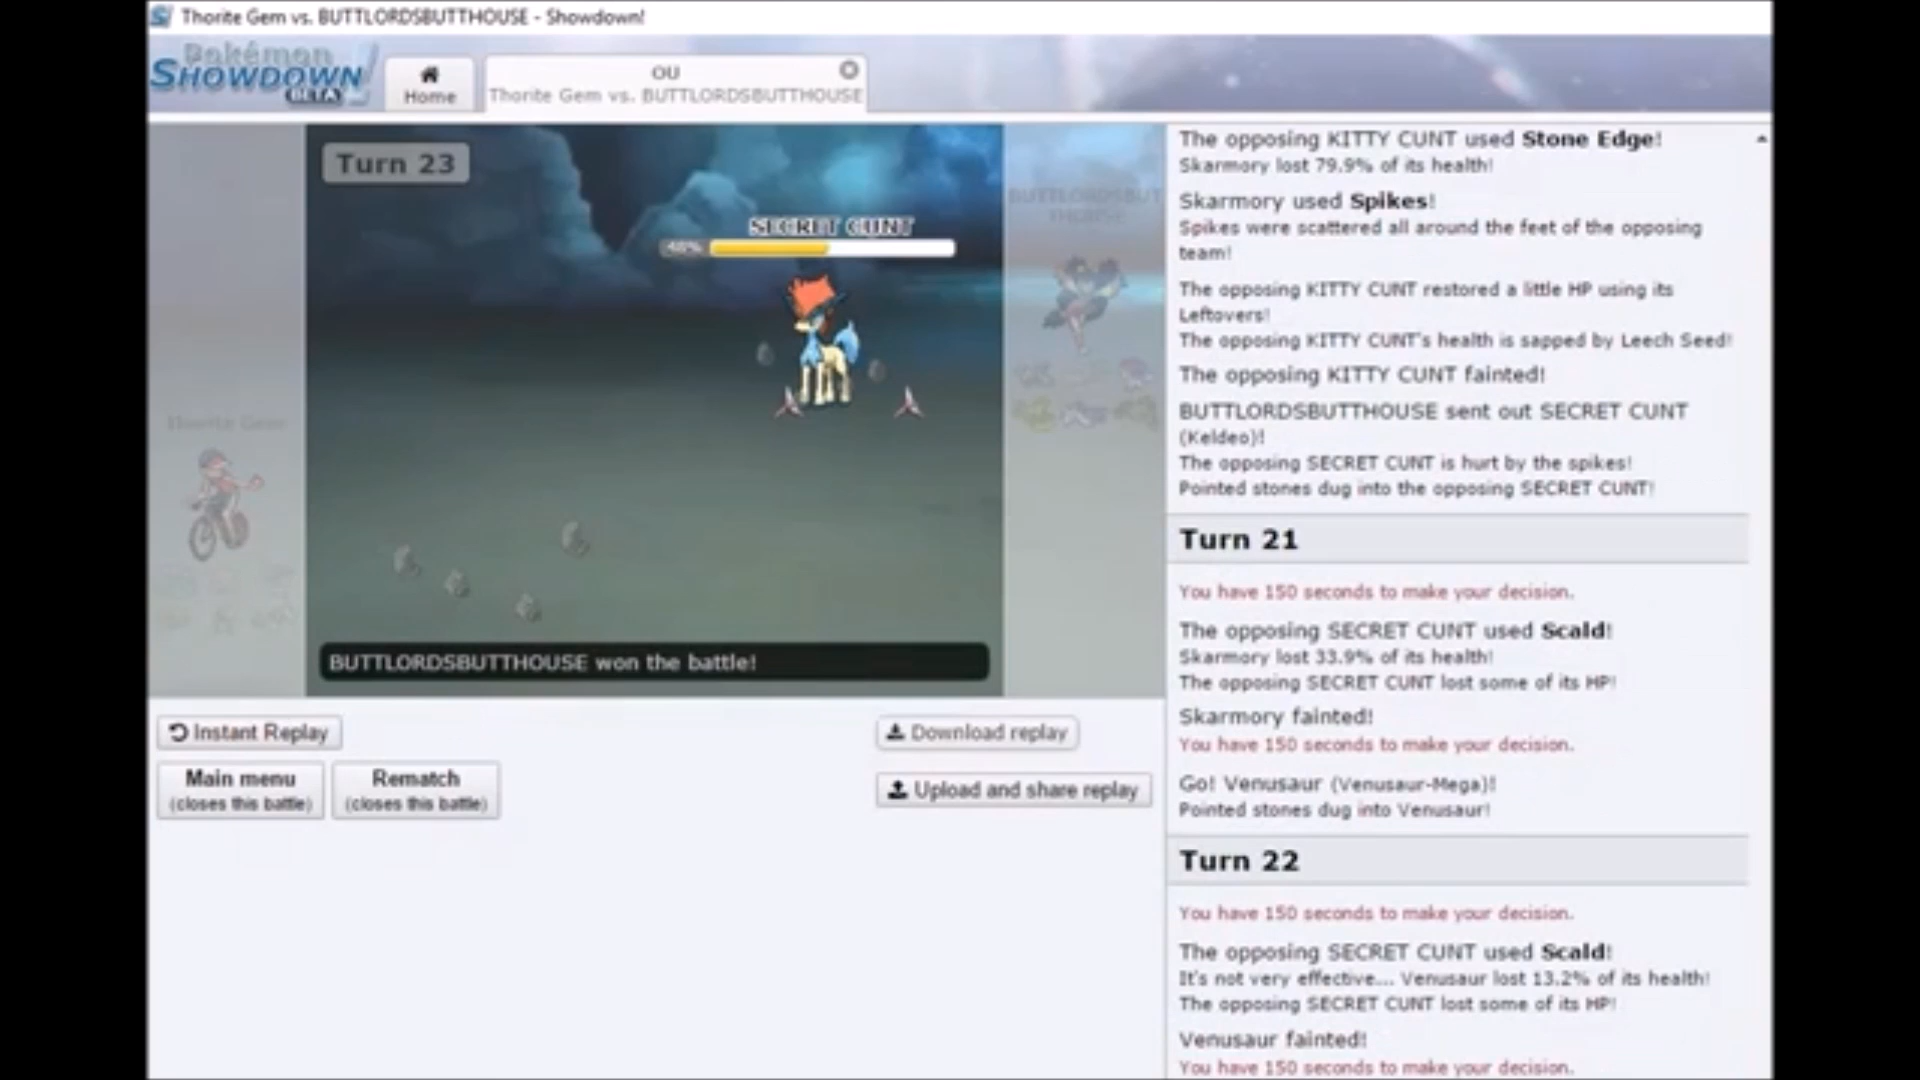 Thorite Gem vs. BUTTLORDSBUTTHOUSE - Showdown!
Pokémon
SHOWDOWN
BETA
Home
OU
Thorite Gem vs. BUTTLORDSBUTTHOUSE
Turn 23
SECRET CUNT
48%
BUTTLORDSBUT
THOUSE
Thorite Gem
BUTTLORDSBUTTHOUSE won the battle!
Instant Replay
Download replay
Main menu
(closes this battle)
Rematch
(closes this battle)
Upload and share replay
The opposing KITTY CUNT used Stone Edge!
Skarmory lost 79.9% of its health!
Skarmory used Spikes!
Spikes were scattered all around the feet of the opposing
team!
The opposing KITTY CUNT restored a little HP using its
Leftovers!
The opposing KITTY CUNT's health is sapped by Leech Seed!
The opposing KITTY CUNT fainted!
BUTTLORDSBUTTHOUSE sent out SECRET CUNT
(Keldeo)!
The opposing SECRET CUNT is hurt by the spikes!
Pointed stones dug into the opposing SECRET CUNT!
Turn 21
You have 150 seconds to make your decision.
The opposing SECRET CUNT used Scald!
Skarmory lost 33.9% of its health!
The opposing SECRET CUNT lost some of its HP!
Skarmory fainted!
You have 150 seconds to make your decision.
Go! Venusaur (Venusaur-Mega)!
Pointed stones dug into Venusaur!
Turn 22
You have 150 seconds to make your decision.
The opposing SECRET CUNT used Scald!
It's not very effective... Venusaur lost 13.2% of its health!
The opposing SECRET CUNT lost some of its HP!
Venusaur fainted!
You have 150 seconds to make your decision.